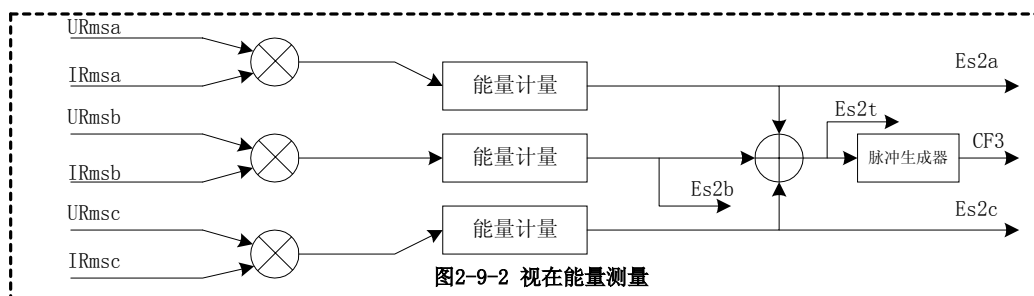 URmsa
IRmsa
能量计量
Es2a
URmsb
IRmsb
能量计量
Es2b
Es2t
脉冲生成器
CF3
URmsc
IRmsc
能量计量
Es2c
图2-9-2 视在能量测量